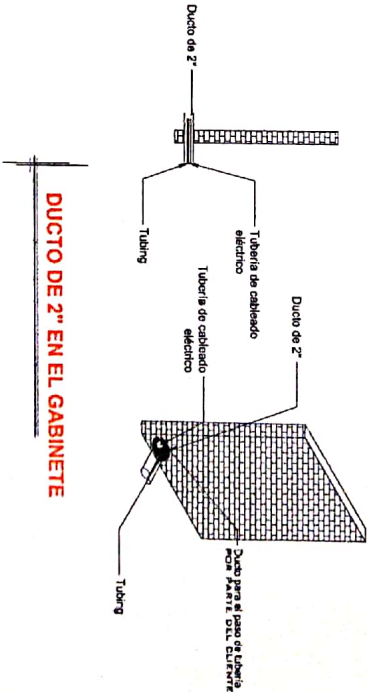 Ducto de 2"
Tubería de cableado
eléctrico
Tubing
Ducto de 2"
Tubería de cableado
eléctrico
Ducto para el paso de tubería
POR PARTE DEL CLIENTE
Tubing
DUCTO DE 2" EN EL GABINETE